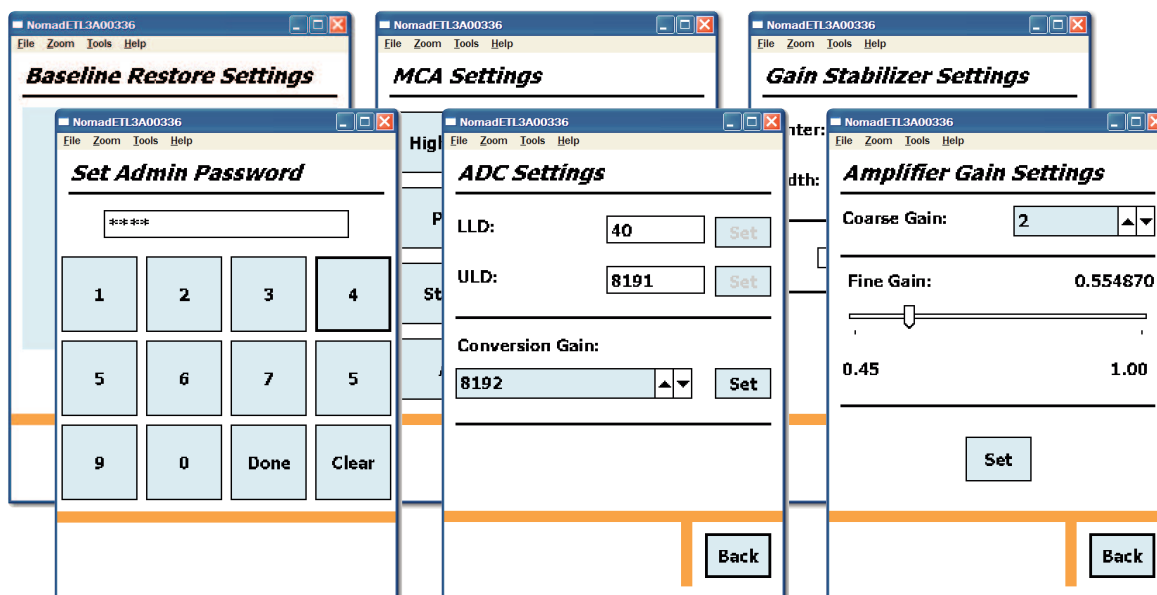 NomadETL3A00336
File Zoom Tools Help
Baseline Restore Settings
NomadETL3A00336
File Zoom Tools Help
MCA Settings
NomadETL3A00336
File Zoom Tools Help
Gain Stabilizer Settings
NomadETL3A00336
File Zoom Tools Help
Set Admin Password
****
1 2 3 4
5 6 7 5
9 0 Done Clear
NomadETL3A00336
File Zoom Tools Help
ADC Settings
LLD: 40 Set
ULD: 8191 Set
Conversion Gain:
8192 Set
Back
NomadETL3A00336
File Zoom Tools Help
Amplifier Gain Settings
Coarse Gain: 2
Fine Gain: 0.554870
0.45 1.00
Set
Back